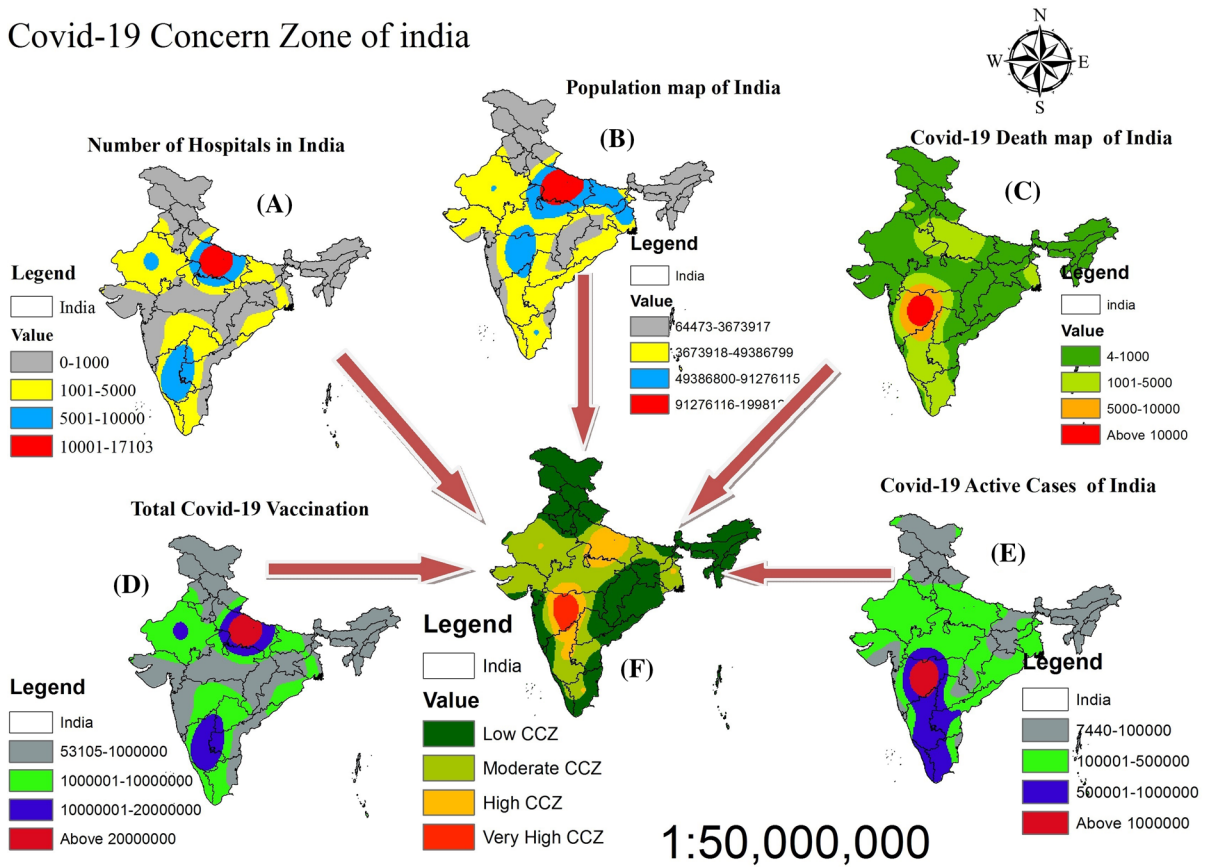 Covid-19 Concern Zone of india
N
W
E
S
Number of Hospitals in India
(A)
Legend
India
Value
0-1000
1001-5000
5001-10000
10001-17103
Population map of India
(B)
Legend
India
Value
64473-3673917
3673918-49386799
49386800-91276115
Covid-19 Death map of India
(C)
Legend
india
Value
4-1000
1001-5000
5000-10000
Above 10000
Total Covid-19 Vaccination
(D)
Legend
India
53105-1000000
1000001-10000000
10000001-20000000
Above 20000000
Covid-19 Active Cases of India
(E)
Legend
India
7440-100000
100001-500000
500001-1000000
Above 1000000
(F)
Legend
India
Value
Low CCZ
Moderate CCZ
High CCZ
Very High CCZ
1:50,000,000